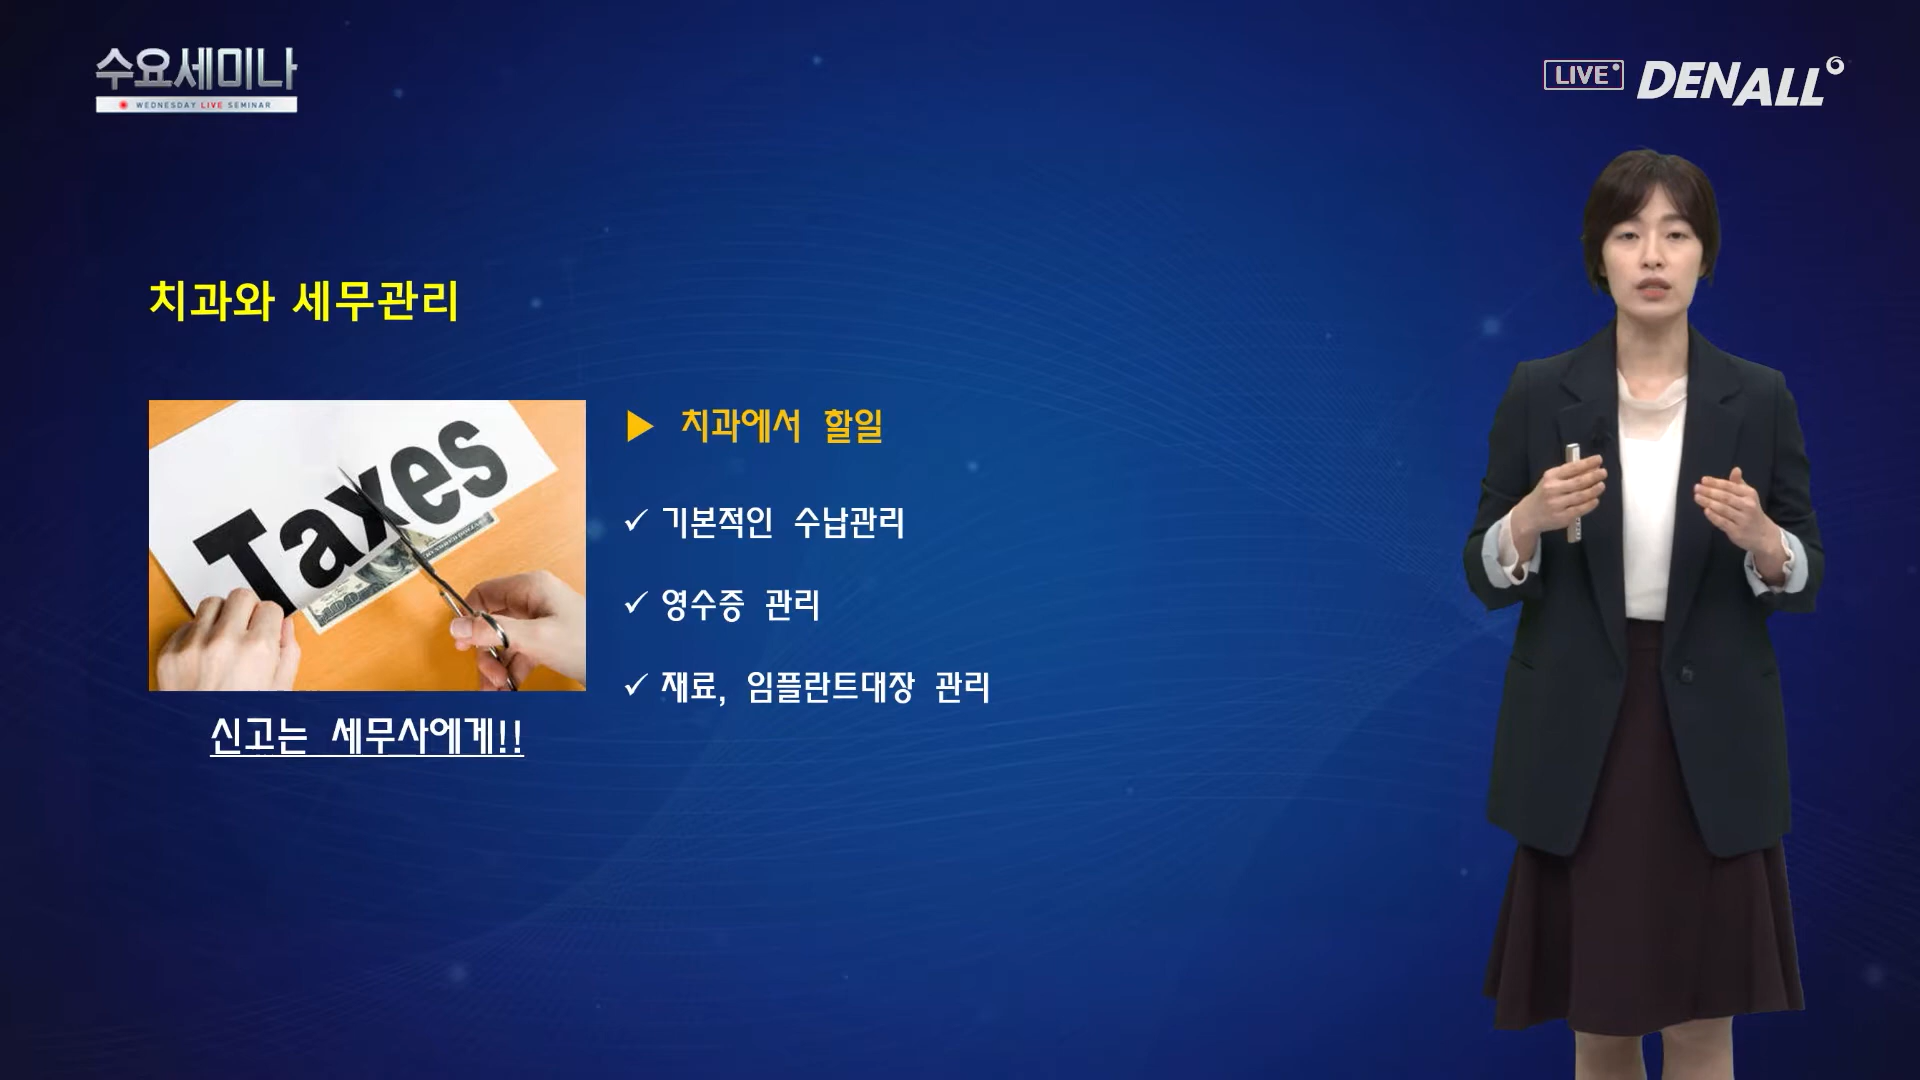 수요세미나
WEDNESDAY LIVE SEMINAR
LIVE
DENALL
치과와 세무관리
Taxes
신고는 세무사에게!!
▶ 치과에서 할일
✓ 기본적인 수납관리
✓ 영수증 관리
✓ 재료, 임플란트대장 관리